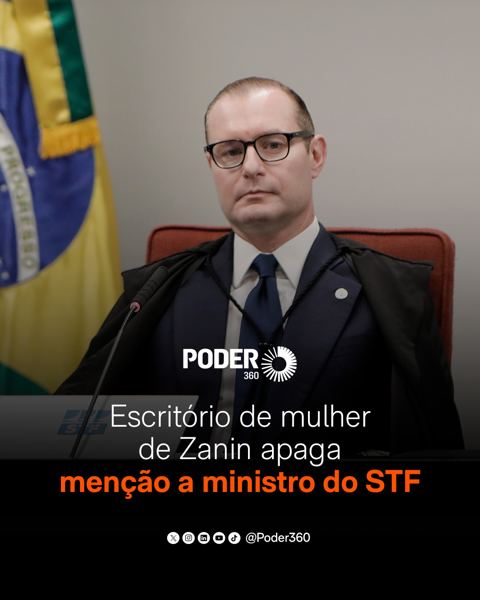 PROGRESSO
PODER
360
Escritório de mulher
de Zanin apaga
menção a ministro do STF
@Poder360